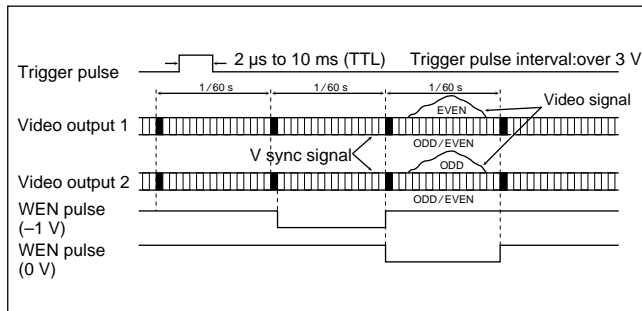 2 µs to 10 ms (TTL)
Trigger pulse interval:over 3 V
Trigger pulse
1/60 s
1/60 s
1/60 s
EVEN
Video signal
Video output 1
V sync signal
ODD/EVEN
ODD
Video output 2
ODD/EVEN
WEN pulse
(–1 V)
WEN pulse
(0 V)